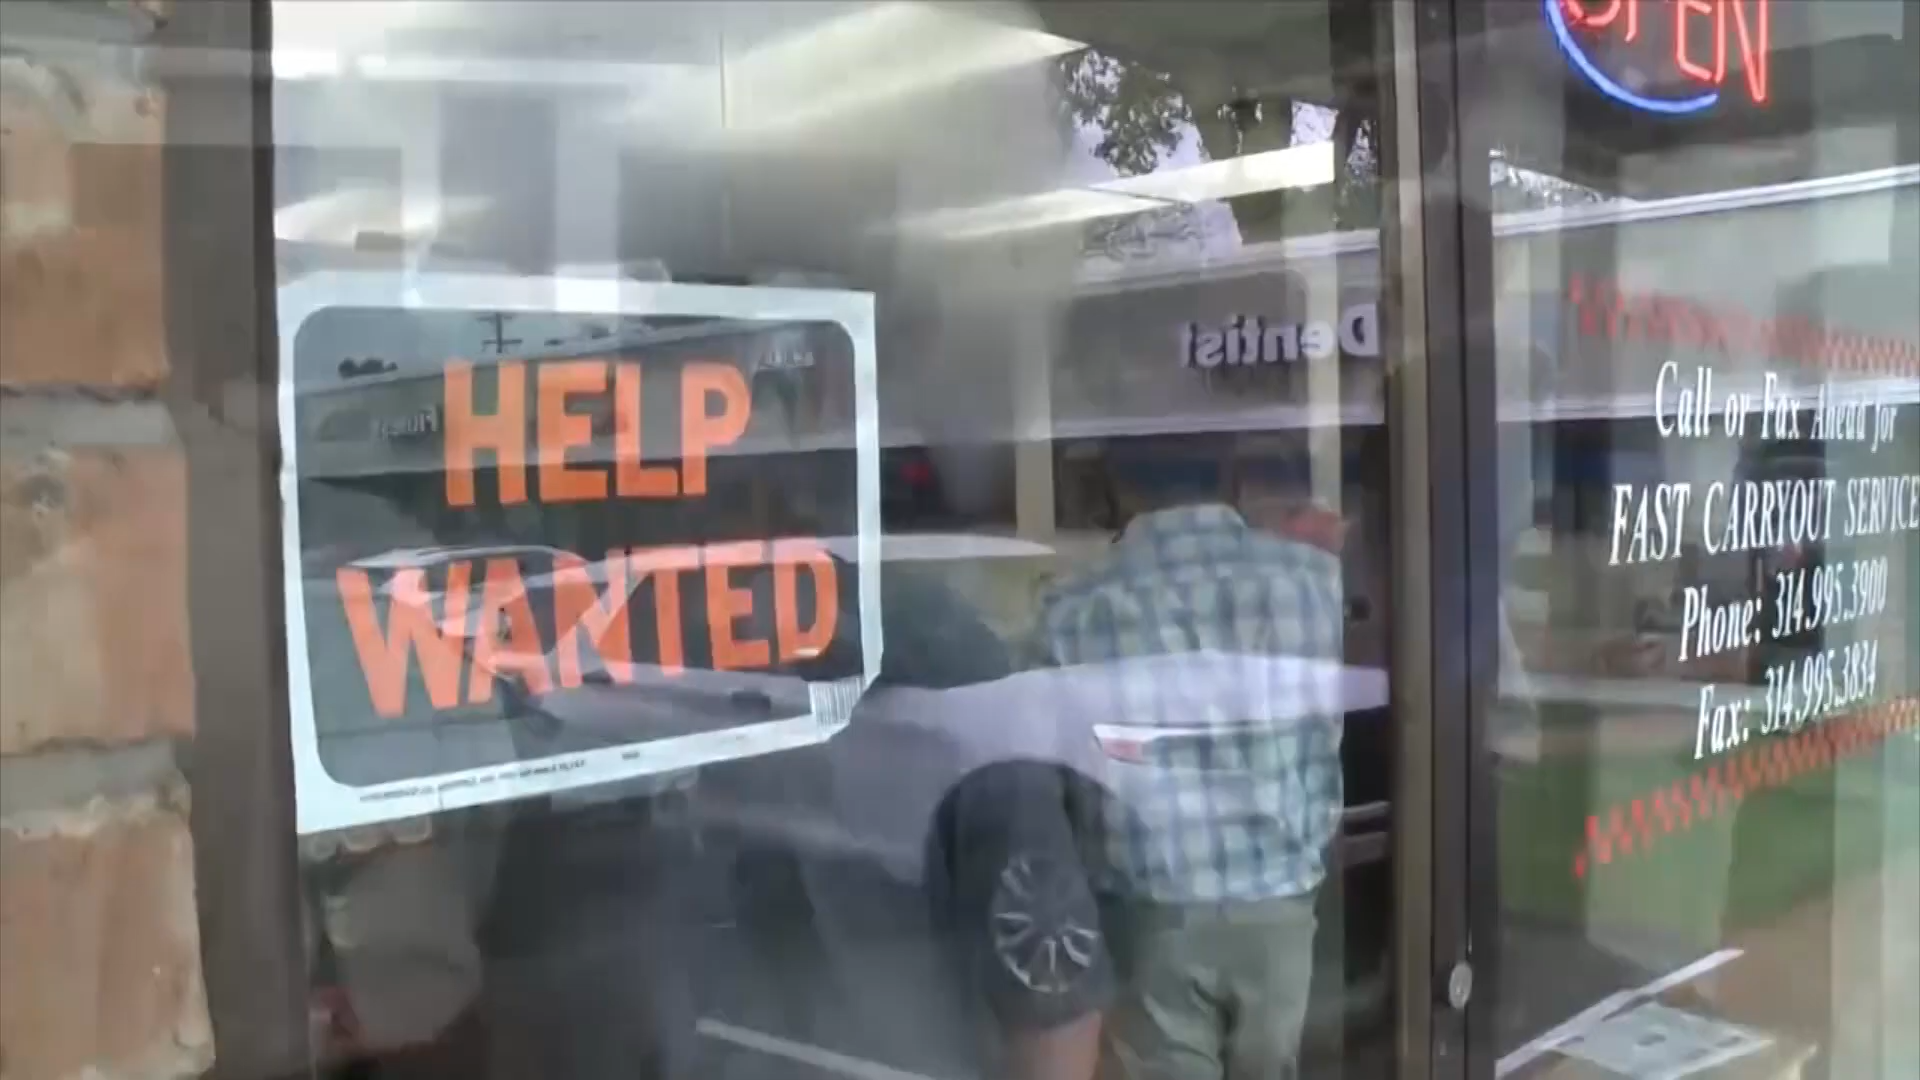 OPEN
HELP
WANTED
Dentist
Call or Fax Ahead for
FAST CARRYOUT SERVICE
Phone: 314.995.3900
Fax: 314.995.3834